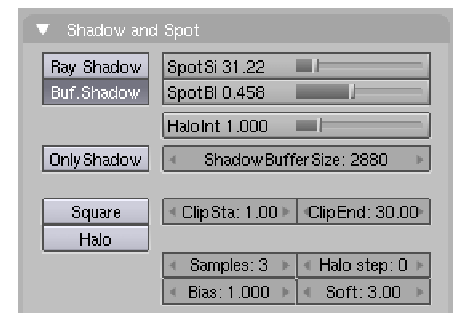 Shadow and Spot
Ray Shadow SpotSi 31.22
Buf.Shadow SpotBl 0.458
HaloInt 1.000
OnlyShadow ShadowBufferSize: 2880
Square ClipSta: 1.00 ClipEnd: 30.00
Halo
Samples: 3 Halo step: 0
Bias: 1.000 Soft: 3.00